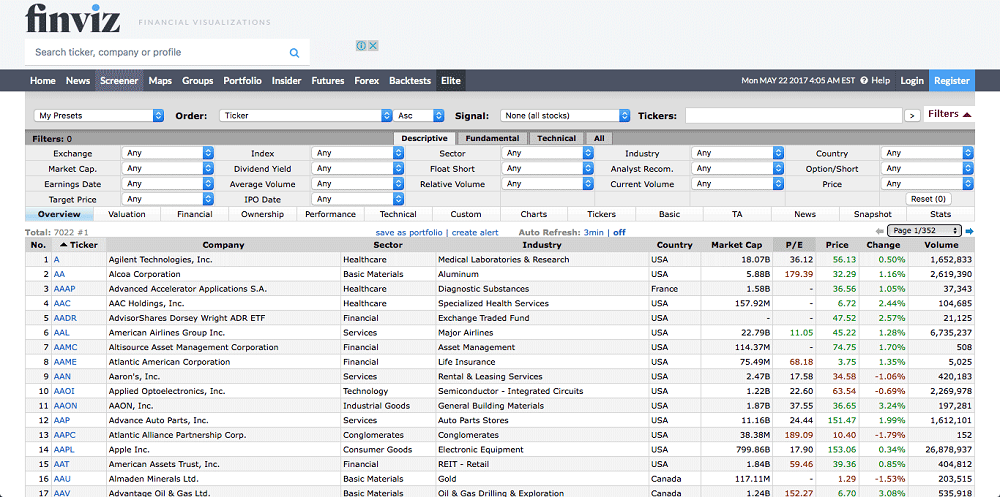 finviz FINANCIAL VISUALIZATIONS
Search ticker, company or profile
Home News Screener Maps Groups Portfolio Insider Futures Forex Backtests Elite Mon MAY 22 2017 4:05 AM EST ? Help Login Register
My Presets Order: Ticker Asc Signal: None (all stocks) Tickers: > Filters ▲
Filters: 0 Descriptive Fundamental Technical All
Exchange Any Index Any Sector Any Industry Any Country Any
Market Cap. Any Dividend Yield Any Float Short Any Analyst Recom. Any Option/Short Any
Earnings Date Any Average Volume Any Relative Volume Any Current Volume Any Price Any
Target Price Any IPO Date Any Reset (0)
Overview Valuation Financial Ownership Performance Technical Custom Charts Tickers Basic TA News Snapshot Stats
Total: 7022 #1 save as portfolio | create alert Auto Refresh: 3min | off Page 1/352
No. ▲ Ticker Company Sector Industry Country Market Cap P/E Price Change Volume
1 A Agilent Technologies, Inc. Healthcare Medical Laboratories & Research USA 18.07B 36.12 56.13 0.50% 1,652,833
2 AA Alcoa Corporation Basic Materials Aluminum USA 5.88B 179.39 32.29 1.16% 2,619,390
3 AAAP Advanced Accelerator Applications S.A. Healthcare Diagnostic Substances France 1.58B - 36.56 1.05% 37,343
4 AAC AAC Holdings, Inc. Healthcare Specialized Health Services USA 157.92M - 6.72 2.44% 104,685
5 AADR AdvisorShares Dorsey Wright ADR ETF Financial Exchange Traded Fund USA - - 47.52 2.57% 21,125
6 AAL American Airlines Group Inc. Services Major Airlines USA 22.79B 11.05 45.22 1.28% 6,735,237
7 AAMC Altisource Asset Management Corporation Financial Asset Management USA 114.37M - 74.75 1.70% 508
8 AAME Atlantic American Corporation Financial Life Insurance USA 75.49M 68.18 3.75 1.35% 5,025
9 AAN Aaron's, Inc. Services Rental & Leasing Services USA 2.47B 17.58 34.58 -1.06% 420,183
10 AAOI Applied Optoelectronics, Inc. Technology Semiconductor - Integrated Circuits USA 1.22B 22.60 63.54 -0.69% 2,269,978
11 AAON AAON, Inc. Industrial Goods General Building Materials USA 1.87B 37.55 36.65 3.24% 197,281
12 AAP Advance Auto Parts, Inc. Services Auto Parts Stores USA 11.16B 24.44 151.47 1.99% 1,612,101
13 AAPC Atlantic Alliance Partnership Corp. Conglomerates Conglomerates USA 38.38M 189.09 10.40 -1.79% 152
14 AAPL Apple Inc. Consumer Goods Electronic Equipment USA 799.86B 17.90 153.06 0.34% 26,878,937
15 AAT American Assets Trust, Inc. Financial REIT - Retail USA 1.84B 59.46 39.36 0.85% 404,812
16 AAU Almaden Minerals Ltd. Basic Materials Gold Canada 117.11M - 1.29 -1.53% 203,515
17 AAV Advantage Oil & Gas Ltd. Basic Materials Oil & Gas Drilling & Exploration Canada 1.24B 152.27 6.70 3.08% 535,918